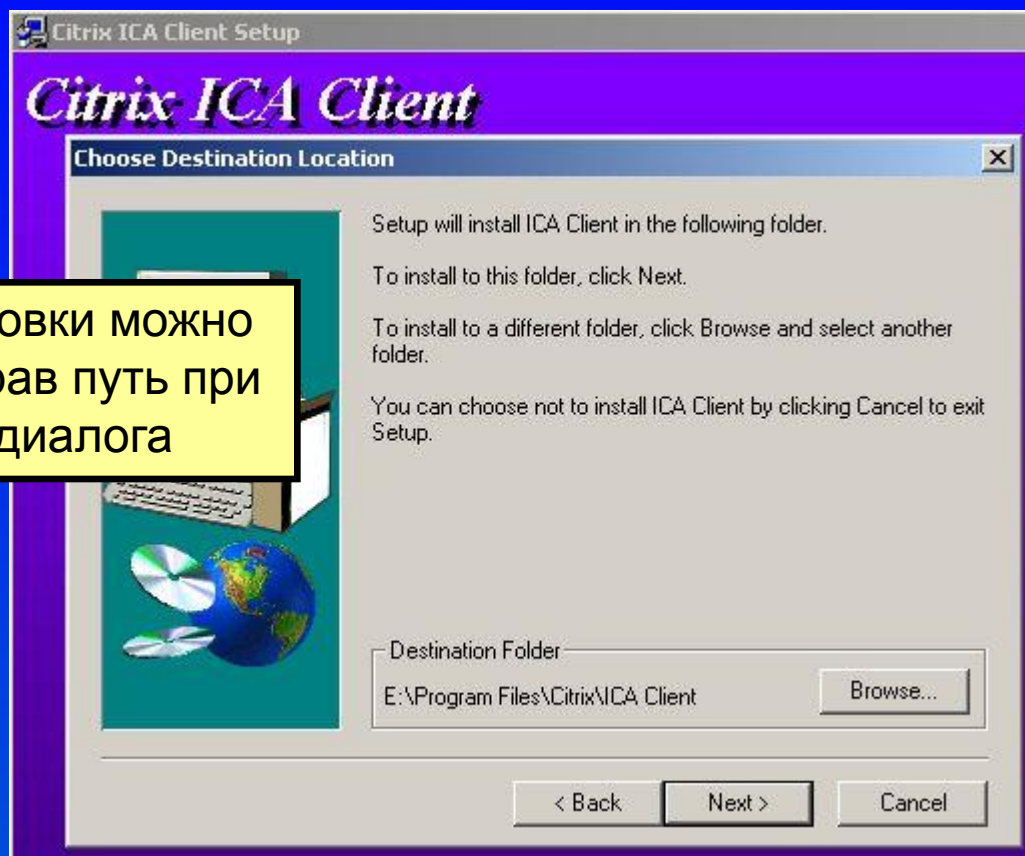 Citrix ICA Client Setup
Citrix ICA Client
Choose Destination Location
Setup will install ICA Client in the following folder.
To install to this folder, click Next.
To install to a different folder, click Browse and select another
folder.
You can choose not to install ICA Client by clicking Cancel to exit
Setup.
овки можно
рав путь при
диалога
Destination Folder
E:\Program Files\Citrix\ICA Client
Browse...
< Back
Next >
Cancel